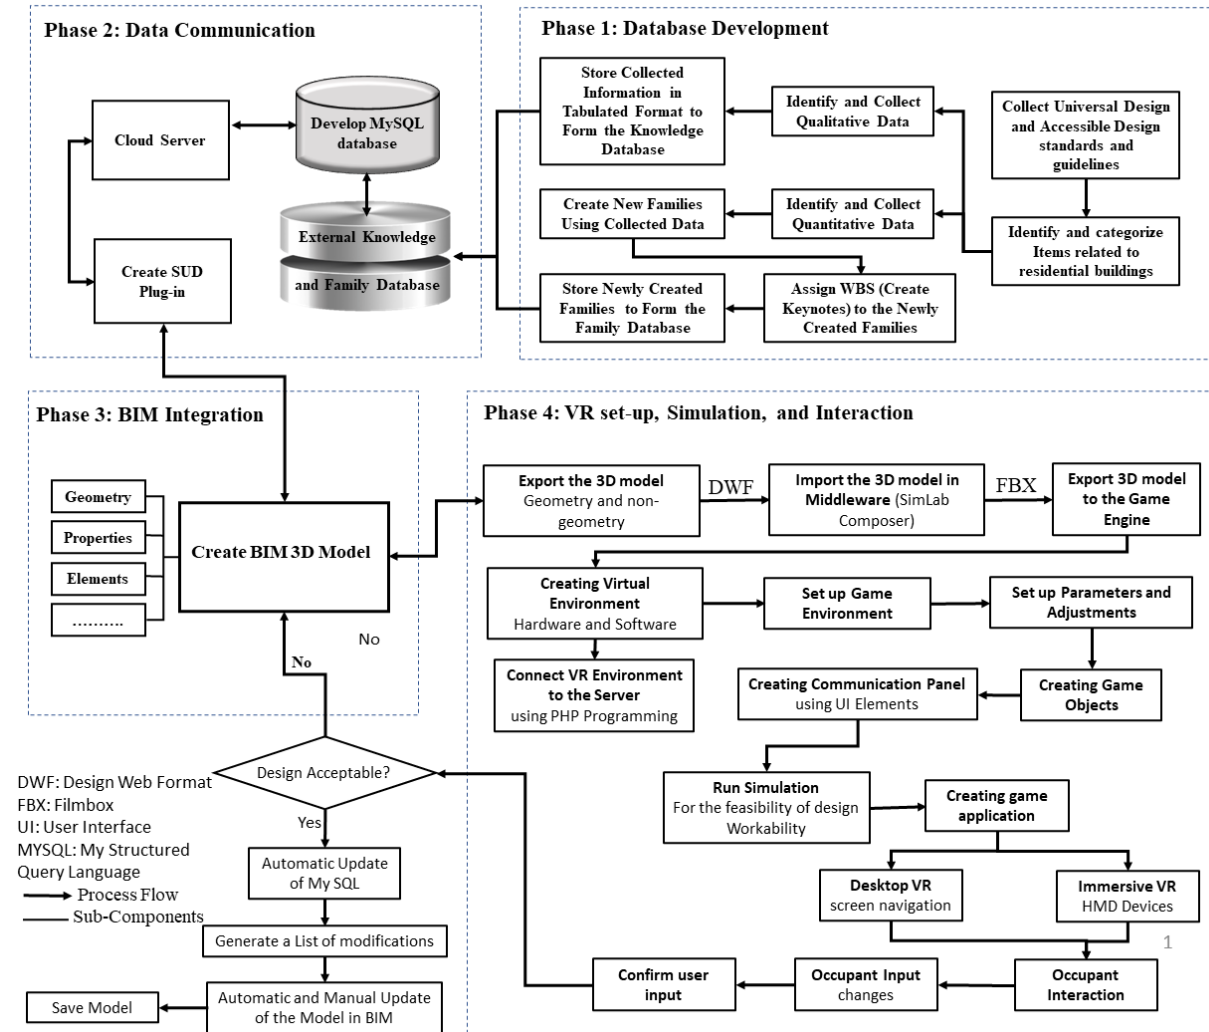 Phase 2: Data Communication
Cloud Server
Develop MySQL
database
External Knowledge
and Family Database
Create SUD
Plug-in
Phase 1: Database Development
Store Collected
Information in
Tabulated Format to
Form the Knowledge
Database
Identify and Collect
Qualitative Data
Collect Universal Design
and Accessible Design
standards and
guidelines
Create New Families
Using Collected Data
Identify and Collect
Quantitative Data
Identify and categorize
Items related to
residential buildings
Store Newly Created
Families to Form the
Family Database
Assign WBS (Create
Keynotes) to the Newly
Created Families
Phase 3: BIM Integration
Geometry
Properties
Elements
..........
Create BIM 3D Model
No
No
Phase 4: VR set-up, Simulation, and Interaction
Export the 3D model
Geometry and non-
geometry
DWF
Import the 3D model in
Middleware (SimLab
Composer)
FBX
Export 3D model
to the Game
Engine
Creating Virtual
Environment
Hardware and Software
Set up Game
Environment
Set up Parameters and
Adjustments
Connect VR Environment
to the Server
using PHP Programming
Creating Communication Panel
using UI Elements
Creating Game
Objects
Run Simulation
For the feasibility of design
Workability
Creating game
application
Desktop VR
screen navigation
Immersive VR
HMD Devices
1
Confirm user
input
Occupant Input
changes
Occupant
Interaction
Design Acceptable?
Yes
Automatic Update
of My SQL
Generate a List of modifications
Automatic and Manual Update
of the Model in BIM
Save Model
DWF: Design Web Format
FBX: Filmbox
UI: User Interface
MYSQL: My Structured
Query Language
Process Flow
Sub-Components